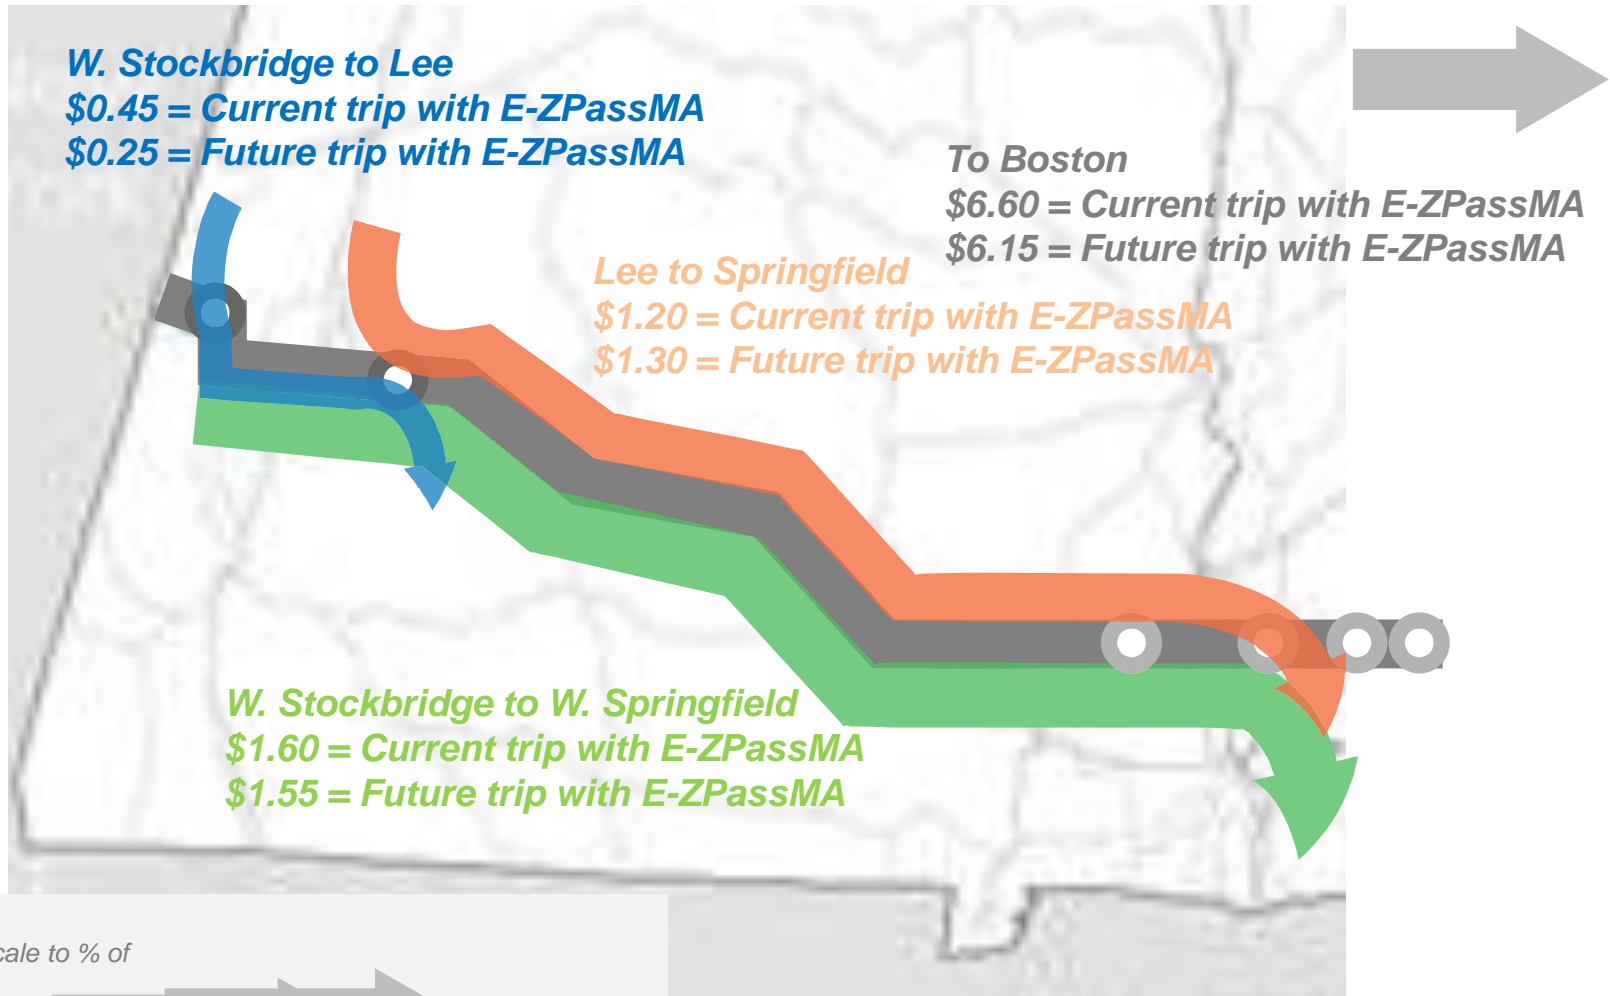 W. Stockbridge to Lee
$0.45 = Current trip with E-ZPassMA
$0.25 = Future trip with E-ZPassMA
To Boston
$6.60 = Current trip with E-ZPassMA
$6.15 = Future trip with E-ZPassMA
Lee to Springfield
$1.20 = Current trip with E-ZPassMA
$1.30 = Future trip with E-ZPassMA
W. Stockbridge to W. Springfield
$1.60 = Current trip with E-ZPassMA
$1.55 = Future trip with E-ZPassMA
to % of